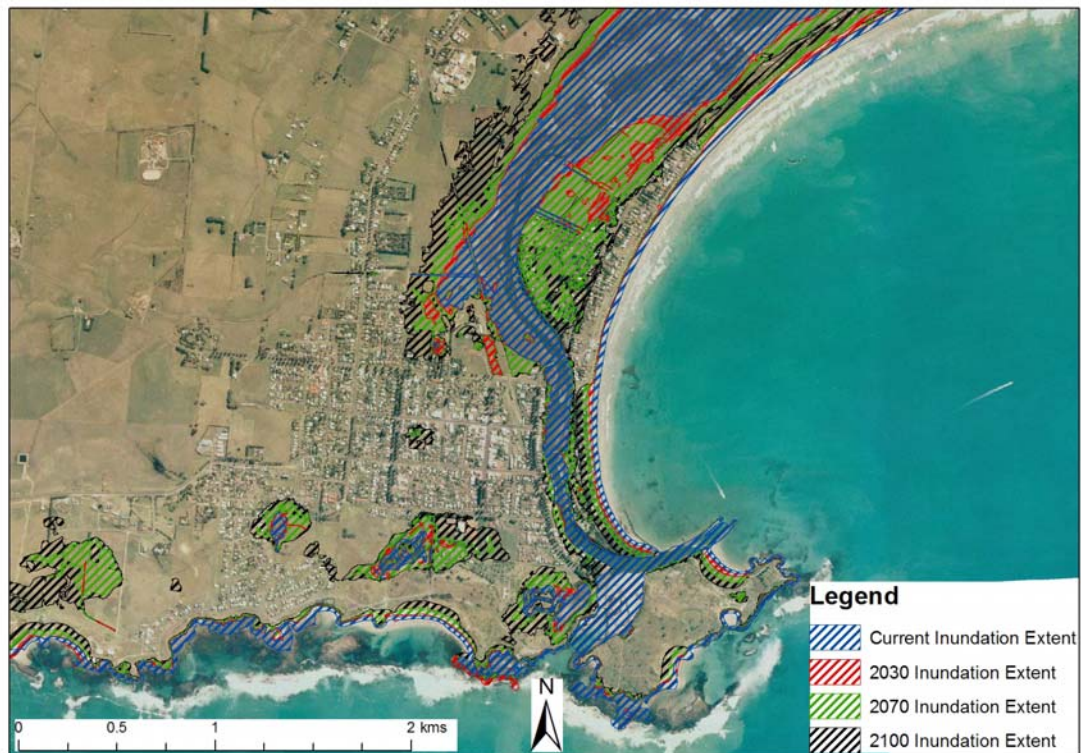 Legend
Current Inundation Extent
2030 Inundation Extent
2070 Inundation Extent
2100 Inundation Extent
N
0 0.5 1 2 kms